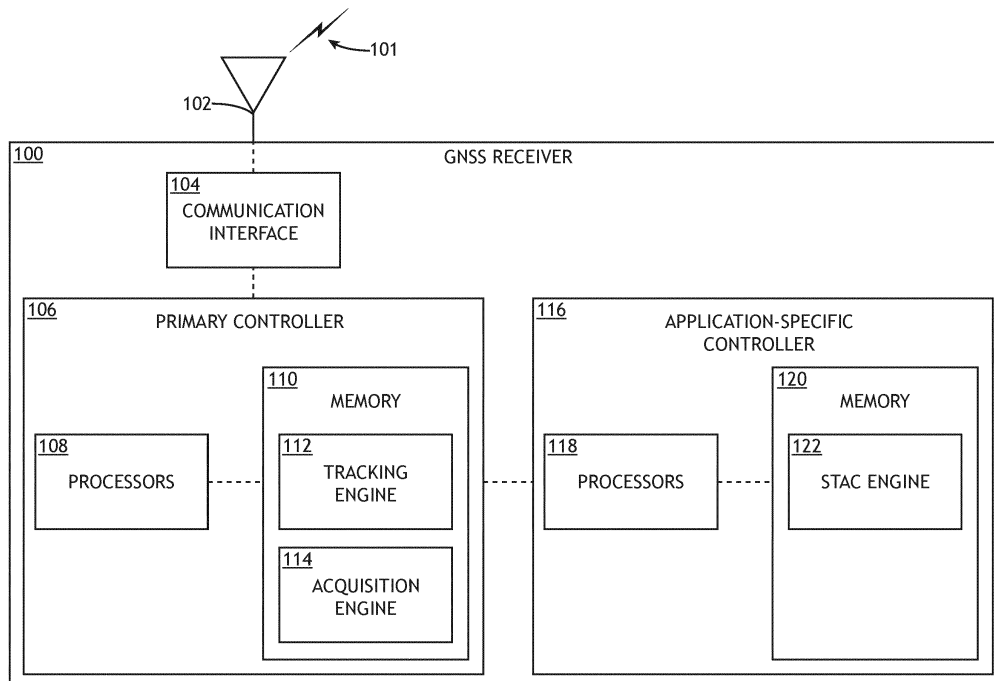 101
102
100
GNSS RECEIVER
104
COMMUNICATION
INTERFACE
106
PRIMARY CONTROLLER
108
PROCESSORS
110
MEMORY
112
TRACKING
ENGINE
114
ACQUISITION
ENGINE
116
APPLICATION-SPECIFIC
CONTROLLER
118
PROCESSORS
120
MEMORY
122
STAC ENGINE